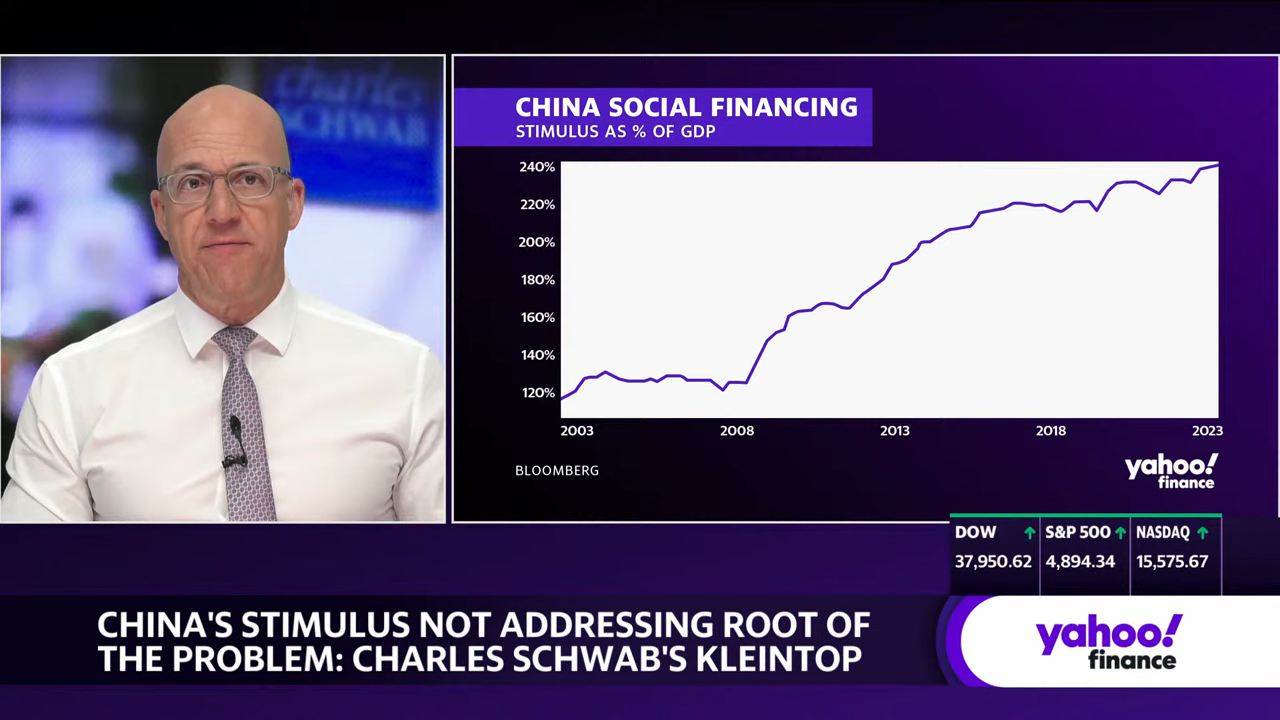 charles
SCHWAB
CHINA SOCIAL FINANCING
STIMULUS AS % OF GDP
240%
220%
200%
180%
160%
140%
120%
2003 2008 2013 2018 2023
BLOOMBERG
yahoo!
finance
DOW S&P 500 NASDAQ
37,950.62 4,894.34 15,575.67
CHINA'S STIMULUS NOT ADDRESSING ROOT OF
THE PROBLEM: CHARLES SCHWAB'S KLEINTOP
yahoo!
finance